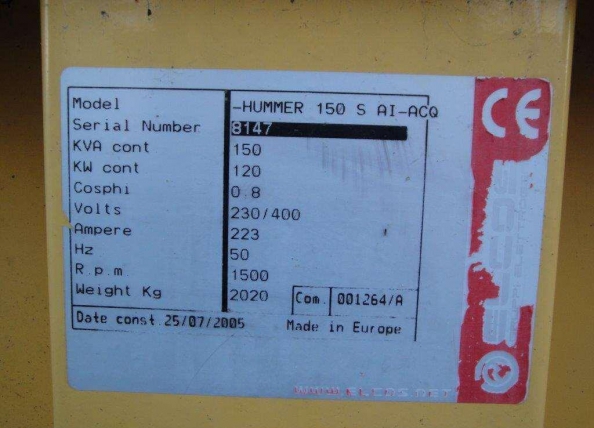 Model -HUMMER 150 S AI-ACQ
Serial Number 8147
KVA cont 150
KW cont 120
Cosphi 0.8
Volts 230/400
Ampere 223
Hz 50
R.p.m 1500
Weight Kg 2020 Com. 001264/A
Date const.25/07/2005 Made in Europe
CE